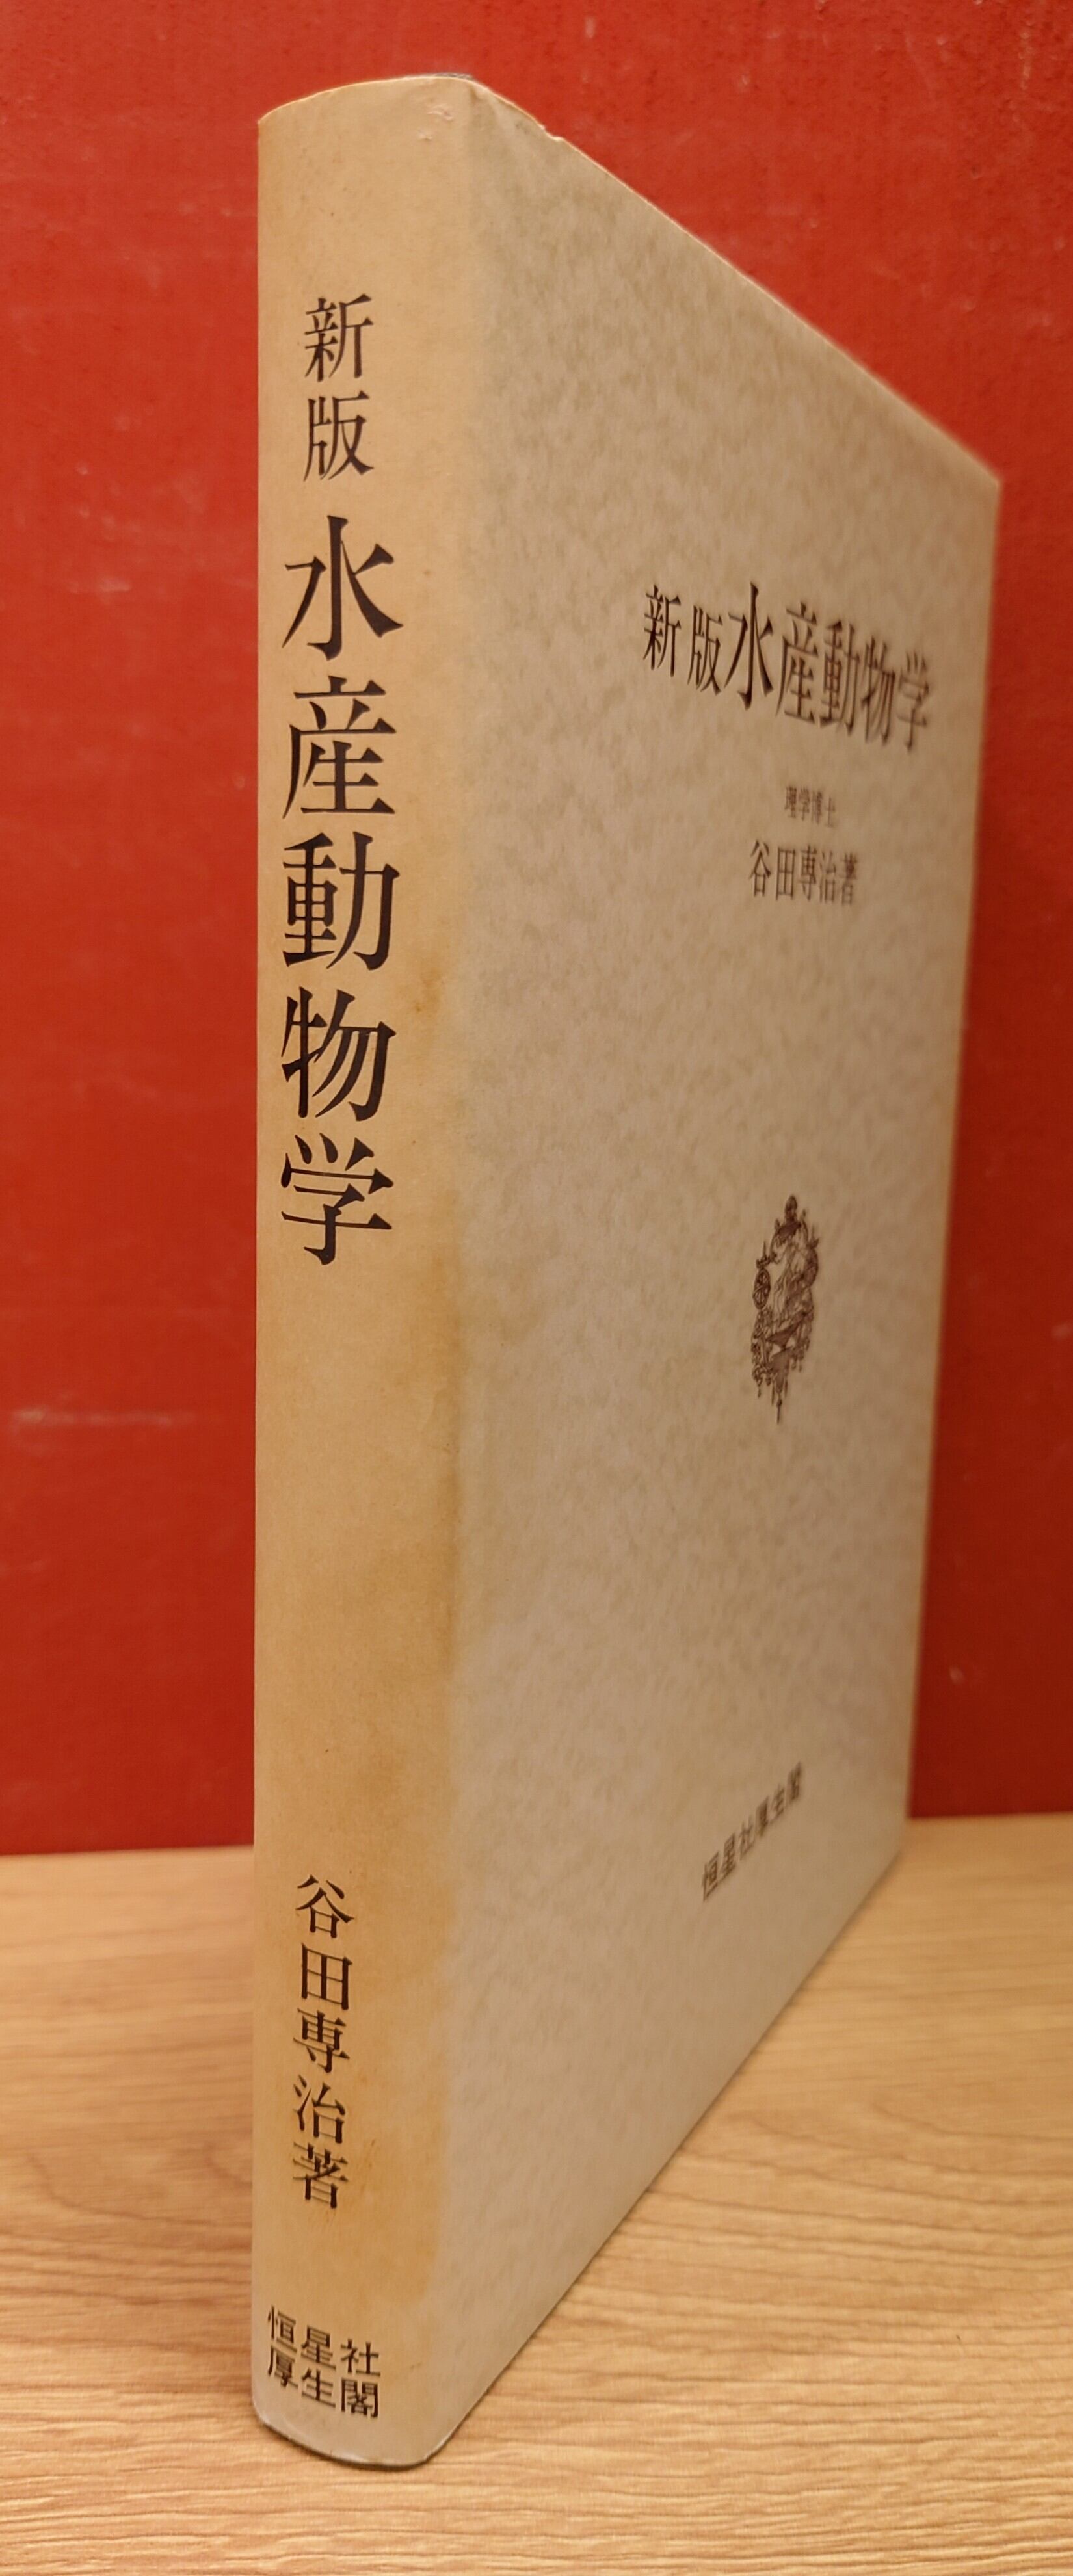 新版 水産動物学
谷田専治著
恒星社
厚生閣
新版水産動物学
理学博士
谷田専治著
恒星社厚生閣